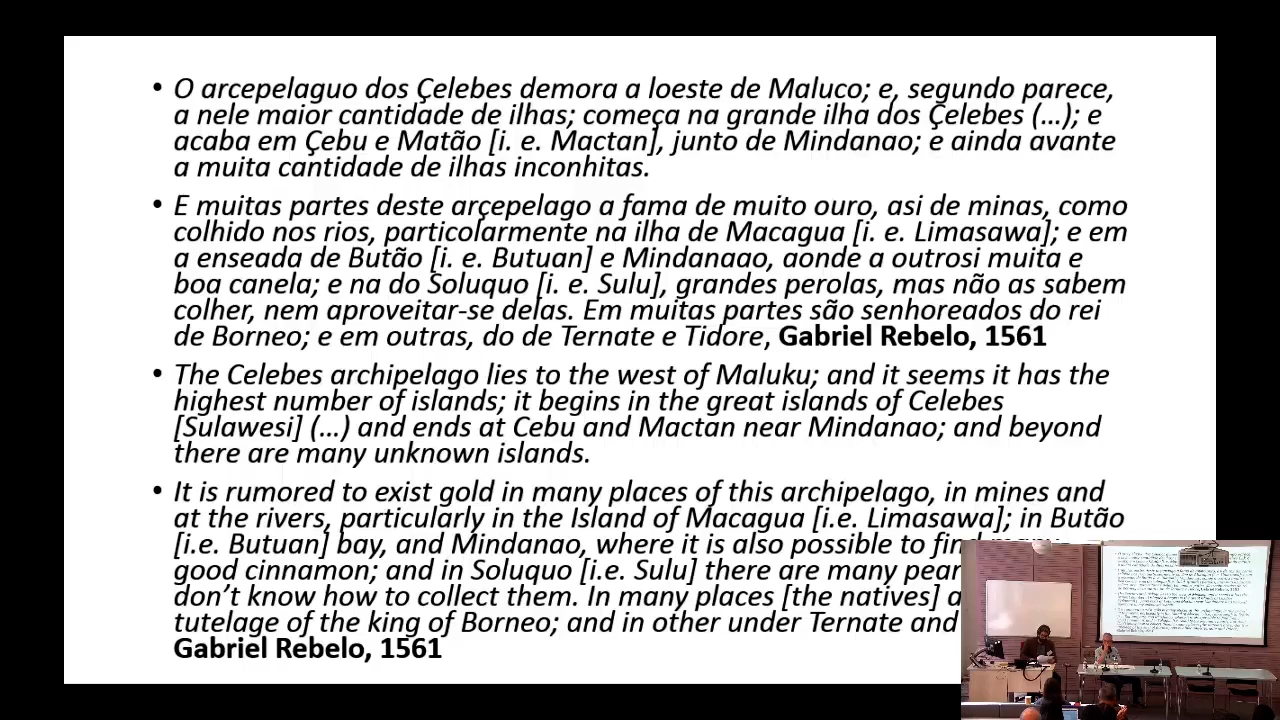 • O arcepelaguo dos Çelebes demora a loeste de Maluco; e, segundo parece,
a nele maior cantidade de ilhas; começa na grande ilha dos Çelebes (...); e
acaba em Çebu e Matão [i. e. Mactan], junto de Mindanao; e ainda avante
a muita cantidade de ilhas inconhitas.
• E muitas partes deste arçepelago a fama de muito ouro, asi de minas, como
colhido nos rios, particolarmente na ilha de Macagua [i. e. Limasawa]; e em
a enseada de Butão [i. e. Butuan] e Mindanaao, aonde a outrosi muita e
boa canela; e na do Soluquo [i. e. Sulu], grandes perolas, mas não as sabem
colher, nem aproveitar-se delas. Em muitas partes são senhoreados do rei
de Borneo; e em outras, do de Ternate e Tidore, Gabriel Rebelo, 1561
• The Celebes archipelago lies to the west of Maluku; and it seems it has the
highest number of islands; it begins in the great islands of Celebes
[Sulawesi] (...) and ends at Cebu and Mactan near Mindanao; and beyond
there are many unknown islands.
• It is rumored to exist gold in many places of this archipelago, in mines and
at the rivers, particularly in the Island of Macagua [i.e. Limasawa]; in Butão
[i.e. Butuan] bay, and Mindanao, where it is also possible to find many
good cinnamon; and in Soluquo [i.e. Sulu] there are many
don't know how to collect them. In many places [the natives]
tutelage of the king of Borneo; and in other under Ternate and
Gabriel Rebelo, 1561